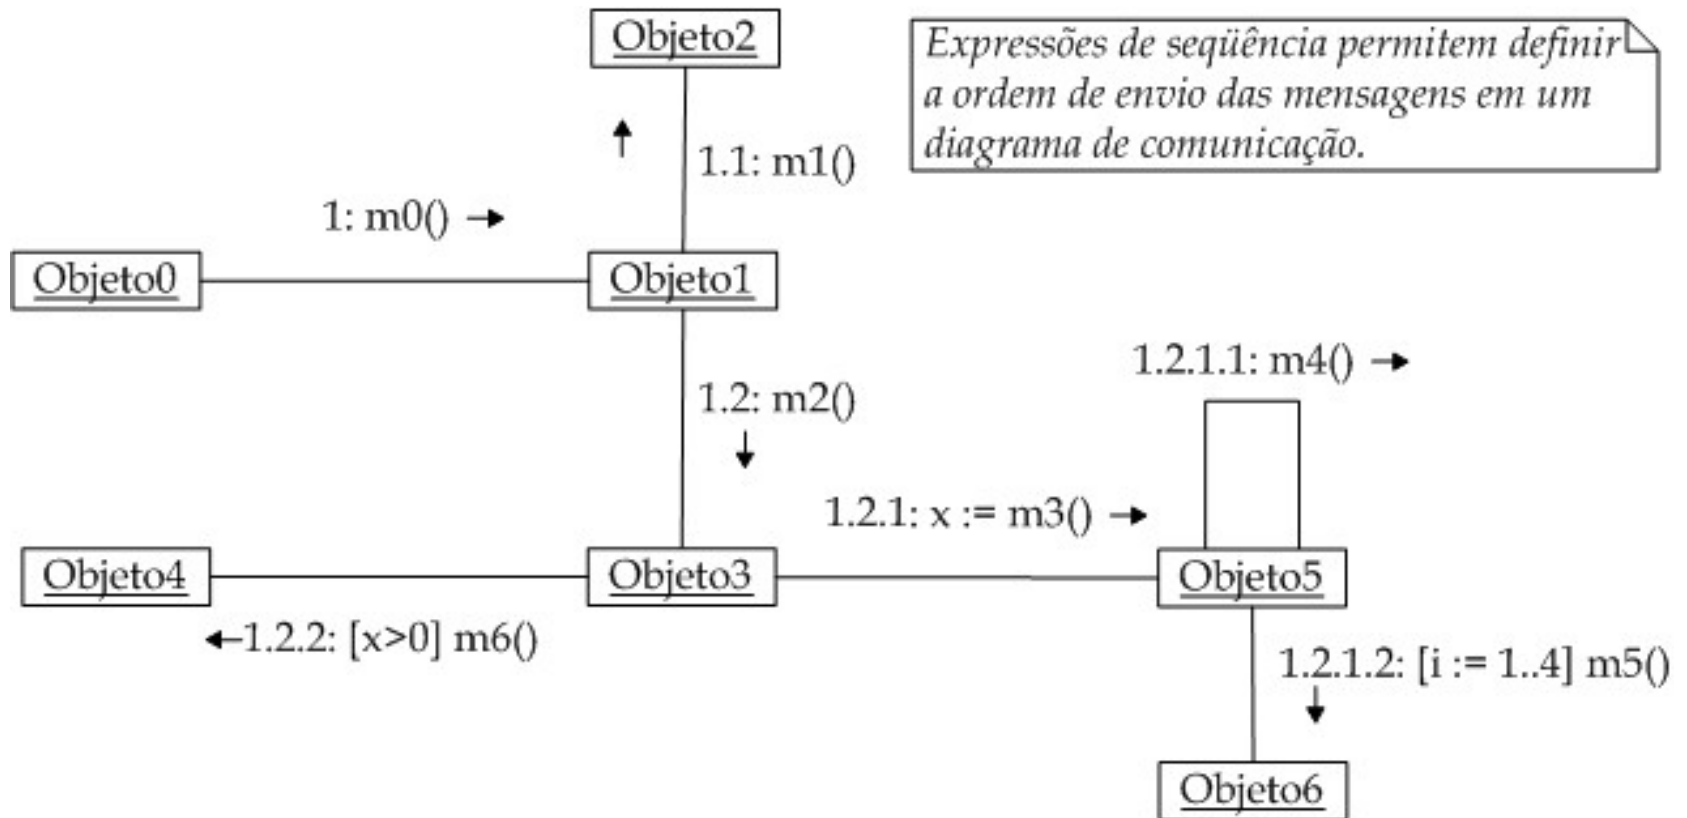 Objeto2
Expressões de seqüência permitem definir
a ordem de envio das mensagens em um
diagrama de comunicação.
1.1: m1()
1: m0()
Objeto0
Objeto1
1.2.1.1: m4()
1.2: m2()
1.2.1: x := m3()
Objeto4
Objeto3
Objeto5
1.2.2: [x>0] m6()
1.2.1.2: [i := 1..4] m5()
Objeto6